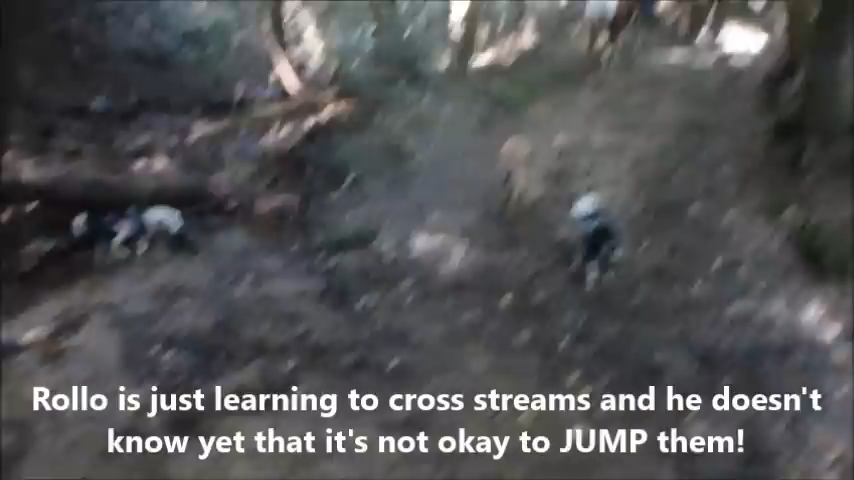 Rollo is just learning to cross streams and he doesn't
know yet that it's not okay to JUMP them!